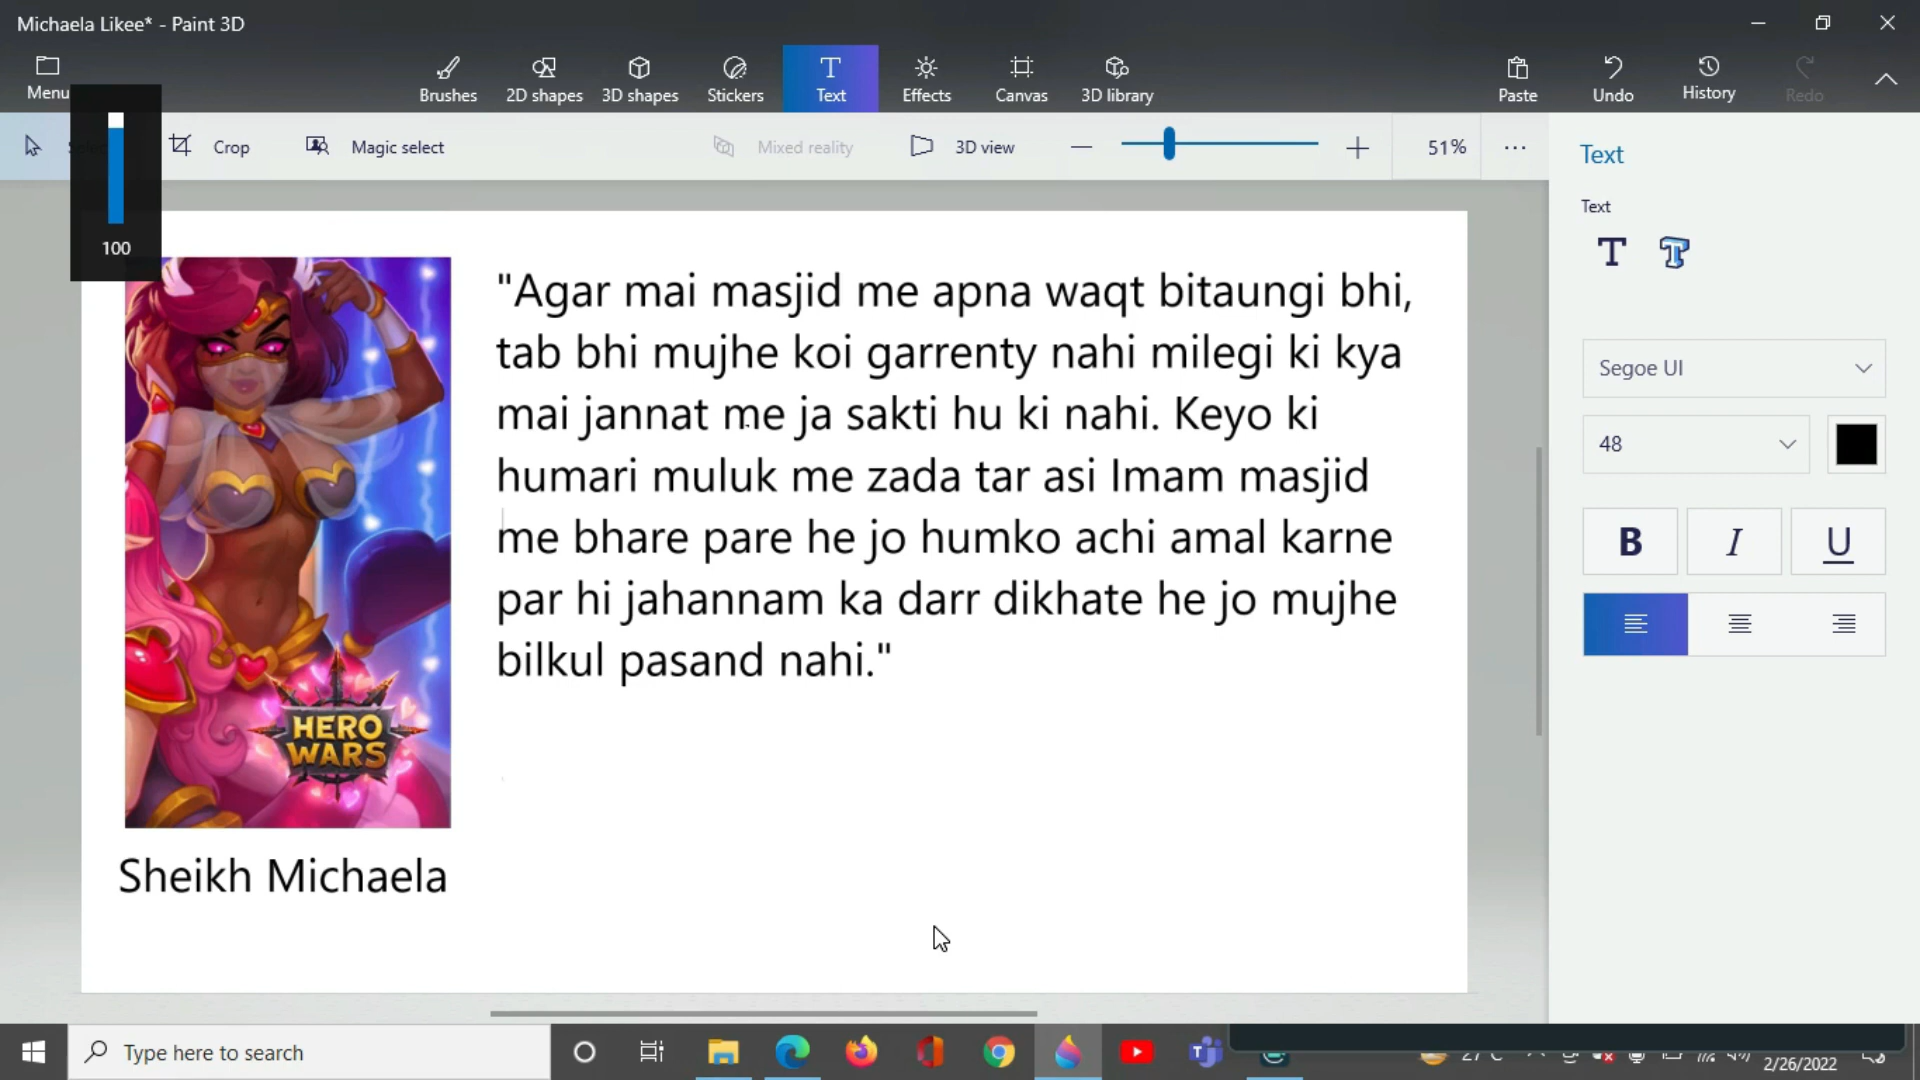 Michaela Likee* - Paint 3D
Menu
Brushes
2D shapes
3D shapes
Stickers
Text
Effects
Canvas
3D library
Paste
Undo
History
Redo
Crop
Magic select
Mixed reality
3D view
51%
100
Text
Text
Segoe UI
48
B I U
"Agar mai masjid me apna waqt bitaungi bhi,
tab bhi mujhe koi garrenty nahi milegi ki kya
mai jannat me ja sakti hu ki nahi. Keyo ki
humari muluk me zada tar asi Imam masjid
me bhare pare he jo humko achi amal karne
par hi jahannam ka darr dikhate he jo mujhe
bilkul pasand nahi."
HERO
WARS
Sheikh Michaela
Type here to search
27°C
2/26/2022